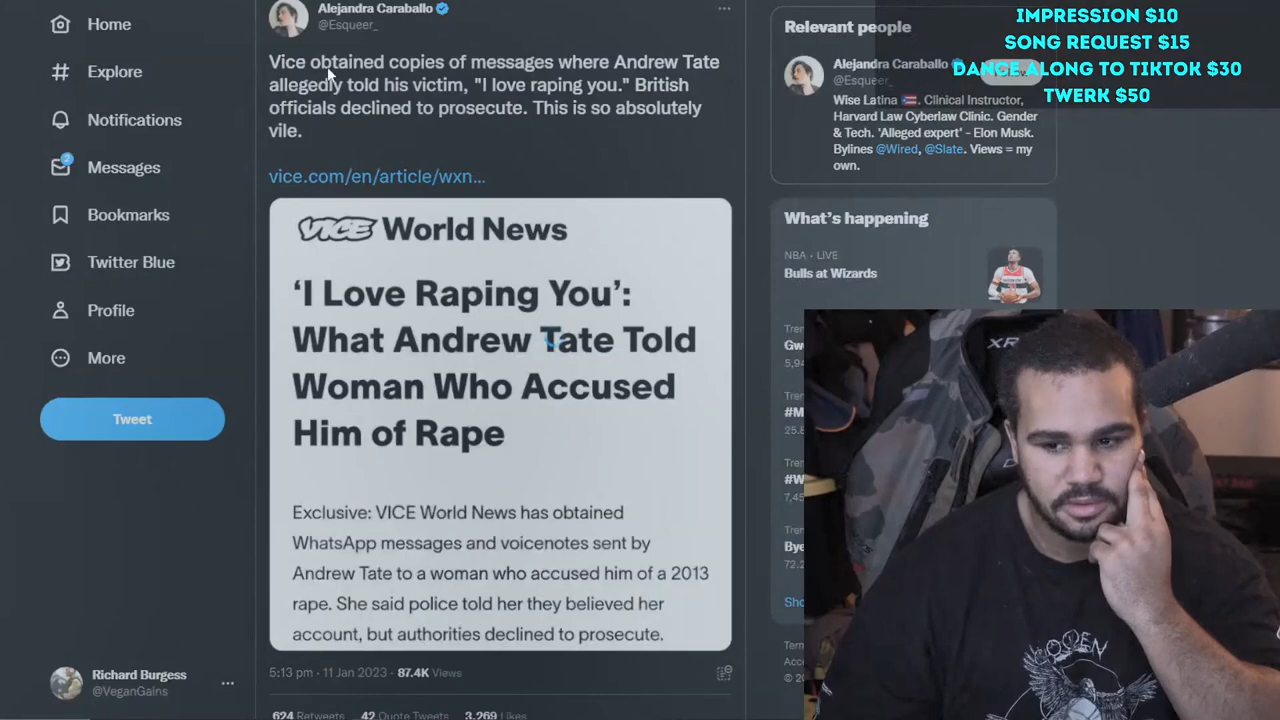 Home
Explore
Notifications
2
Messages
Bookmarks
Twitter Blue
Profile
More
Tweet
Richard Burgess
@VeganGains
Alejandra Caraballo
@Esqueer_
Vice obtained copies of messages where Andrew Tate
allegedly told his victim, "I love raping you." British
officials declined to prosecute. This is so absolutely
vile.
vice.com/en/article/wxn...
VICE World News
‘I Love Raping You’:
What Andrew Tate Told
Woman Who Accused
Him of Rape
Exclusive: VICE World News has obtained
WhatsApp messages and voicenotes sent by
Andrew Tate to a woman who accused him of a 2013
rape. She said police told her they believed her
account, but authorities declined to prosecute.
5:13 pm · 11 Jan 2023 · 87.4K Views
624 Retweets 42 Quote Tweets 3,269 Likes
IMPRESSION $10
SONG REQUEST $15
DANCE ALONG TO TIKTOK $30
TWERK $50
Relevant people
Alejandra Caraballo
@Esqueer_
Wise Latina 🇵🇷. Clinical Instructor,
Harvard Law Cyberlaw Clinic. Gender
& Tech. 'Alleged expert' - Elon Musk.
Bylines @Wired, @Slate. Views = my
own.
What's happening
NBA · LIVE
Bulls at Wizards
XR